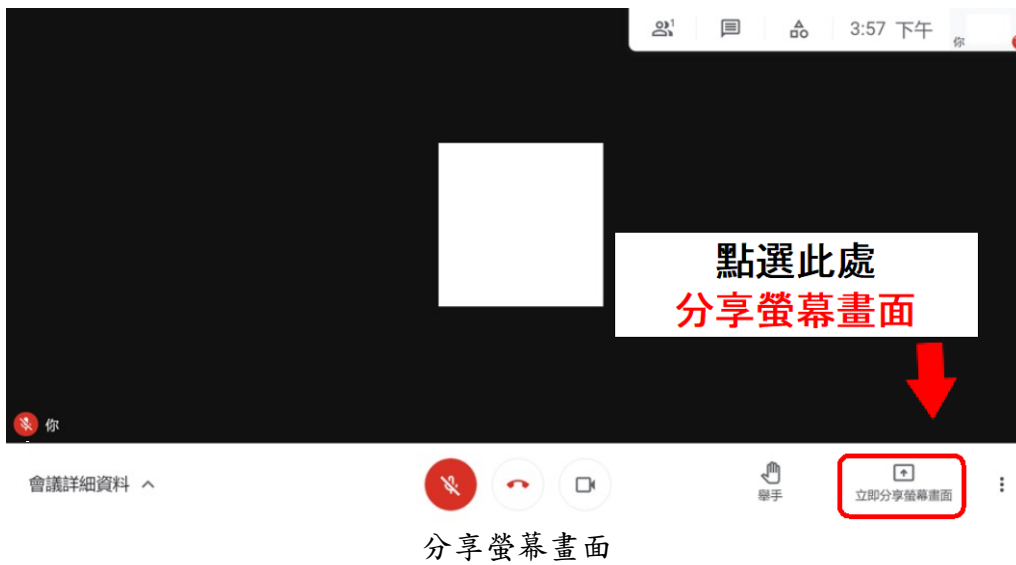 1
3:57 下午
你
點選此處
分享螢幕畫面
你
會議詳細資料
舉手
立即分享螢幕畫面
分享螢幕畫面